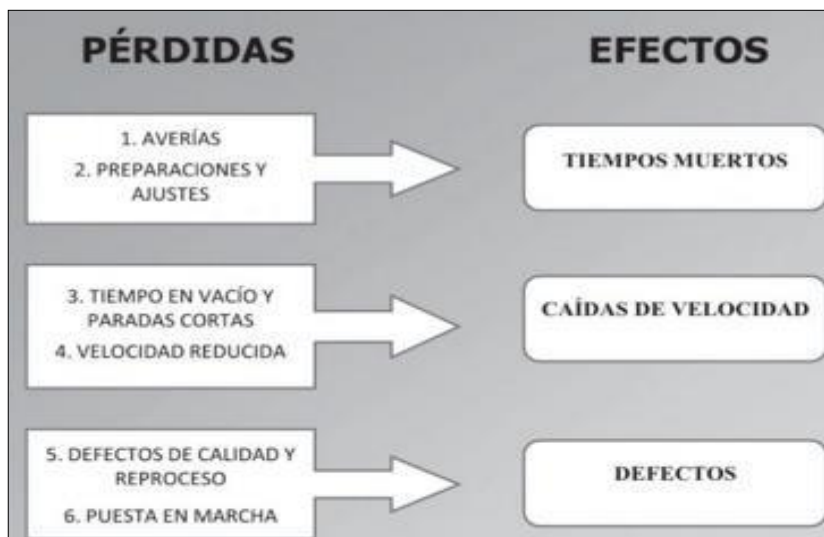 PÉRDIDAS
EFECTOS
1. AVERÍAS
2. PREPARACIONES Y
AJUSTES
TIEMPOS MUERTOS
3. TIEMPO EN VACÍO Y
PARADAS CORTAS
4. VELOCIDAD REDUCIDA
CAÍDAS DE VELOCIDAD
5. DEFECTOS DE CALIDAD Y
REPROCESO
6. PUESTA EN MARCHA
DEFECTOS